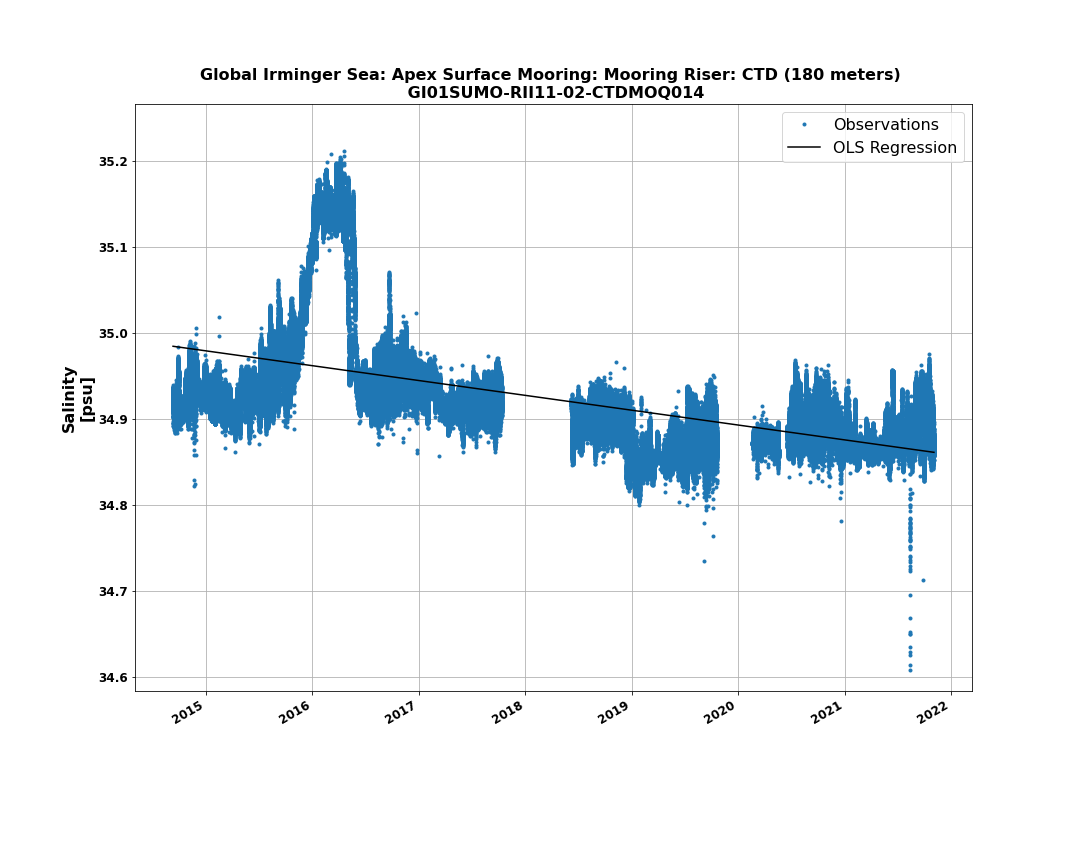 Global Irminger Sea: Apex Surface Mooring: Mooring Riser: CTD (180 meters)
GI01SUMO-RII11-02-CTDMOQ014
Observations
OLS Regression
35.2
35.1
35.0
34.9
34.8
34.7
34.6
Salinity
[psu]
2015
2016
2017
2018
2019
2020
2021
2022